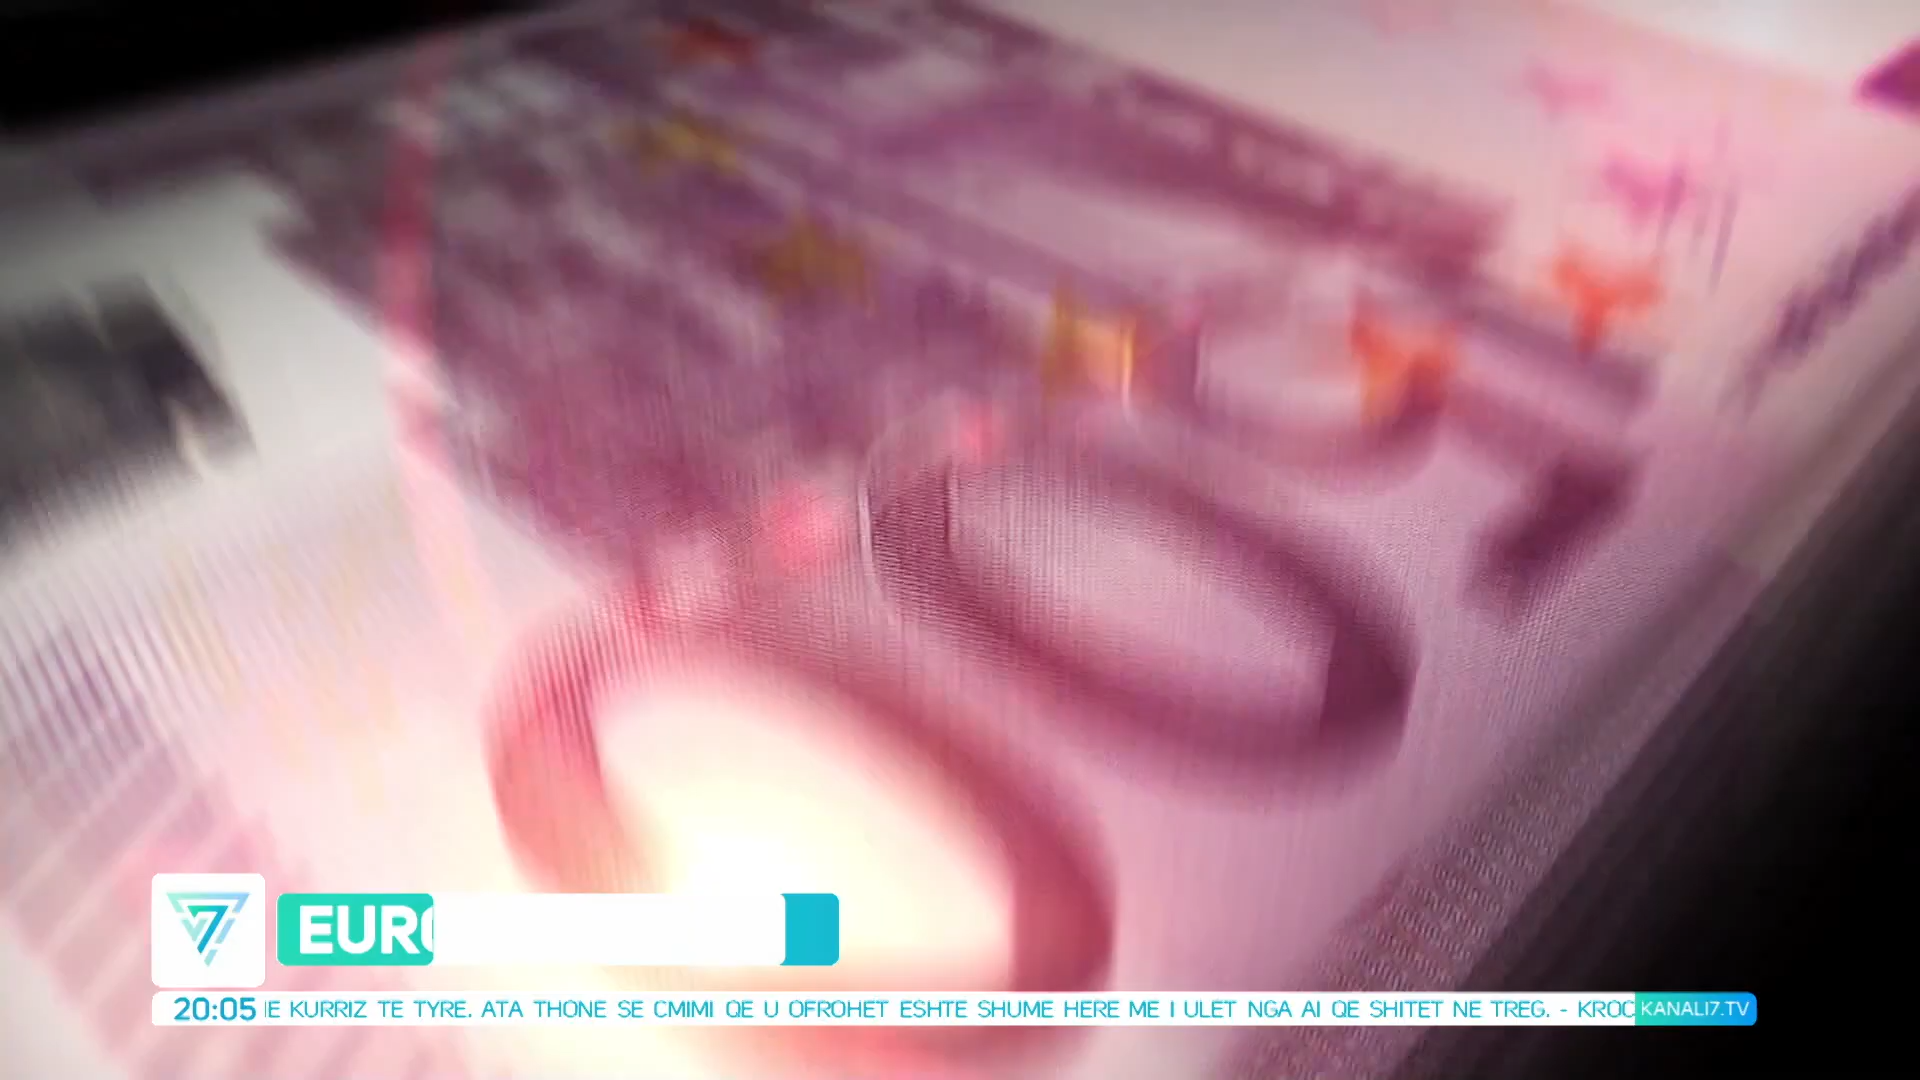 EURO
20:05 IE KURRIZ TE TYRE. ATA THONE SE CMIMI QE U OFROHET ESHTE SHUME HERE ME I ULET NGA AI QE SHITET NE TREG. - KROC KANALI7.TV